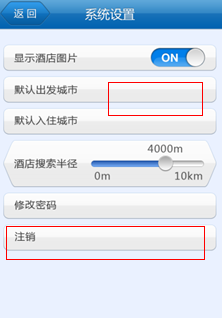 返 回
系统设置
显示酒店图片
ON
默认出发城市
默认入住城市
4000m
酒店搜索半径
0m
10km
修改密码
注销